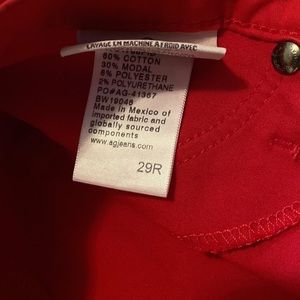 LAVAGE EN MACHINE A FROID AVEC
60% COTTON
30% MODAL
8% POLYESTER
2% POLYURETHANE
PO#AG-41367
BW19046
Made in Mexico of
imported fabric and
globally sourced
components.
www.agjeans.com
29R